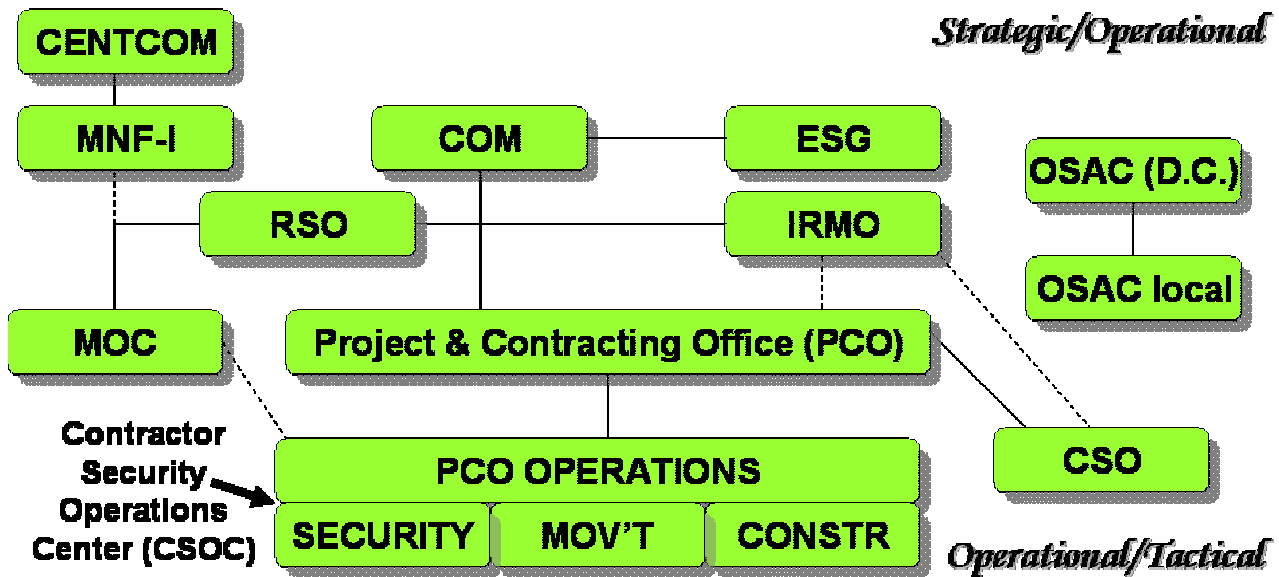 CENTCOM
Strategic/Operational
MNF-I
COM
ESG
OSAC (D.C.)
RSO
IRMO
OSAC local
MOC
Project & Contracting Office (PCO)
Contractor
Security
Operations
Center (CSOC)
PCO OPERATIONS
CSO
SECURITY
MOV'T
CONSTR
Operational/Tactical